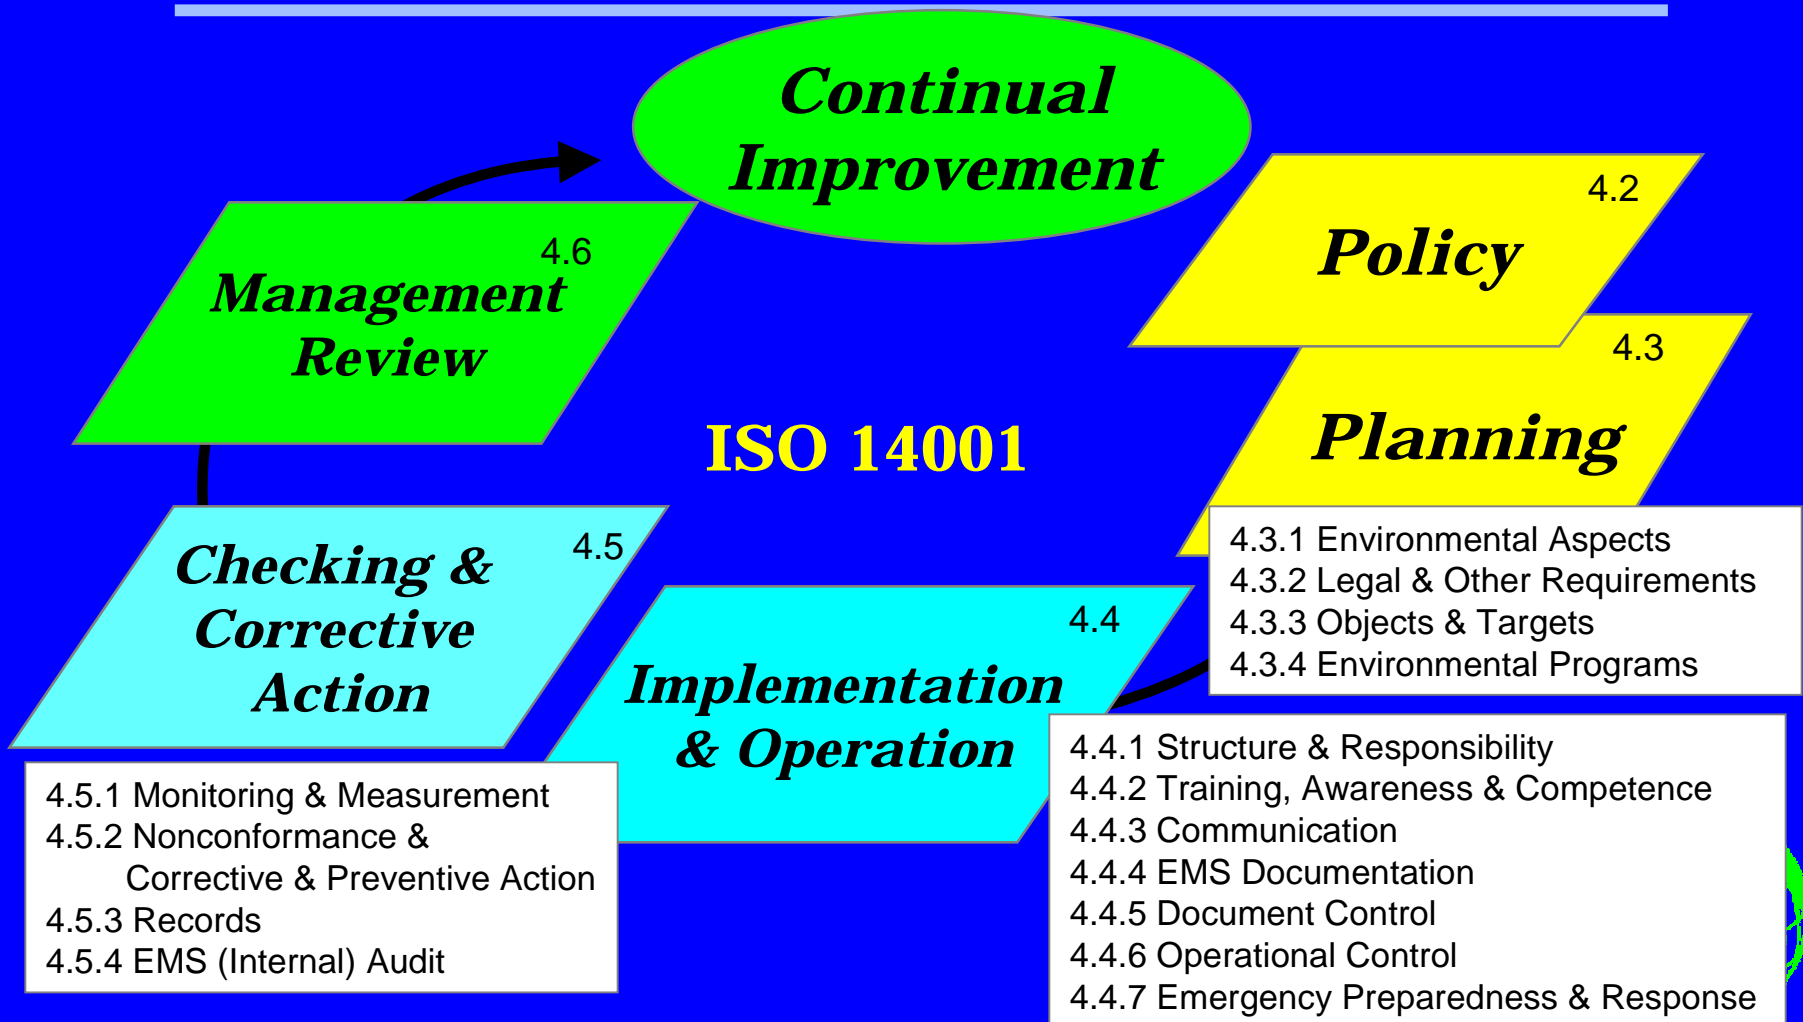 Continual
Improvement
4.2
Policy
4.3
Planning
4.3.1 Environmental Aspects
4.3.2 Legal & Other Requirements
4.3.3 Objects & Targets
4.3.4 Environmental Programs
4.4
Implementation
& Operation
4.4.1 Structure & Responsibility
4.4.2 Training, Awareness & Competence
4.4.3 Communication
4.4.4 EMS Documentation
4.4.5 Document Control
4.4.6 Operational Control
4.4.7 Emergency Preparedness & Response
4.5
Checking &
Corrective
Action
4.5.1 Monitoring & Measurement
4.5.2 Nonconformance &
Corrective & Preventive Action
4.5.3 Records
4.5.4 EMS (Internal) Audit
4.6
Management
Review
ISO 14001